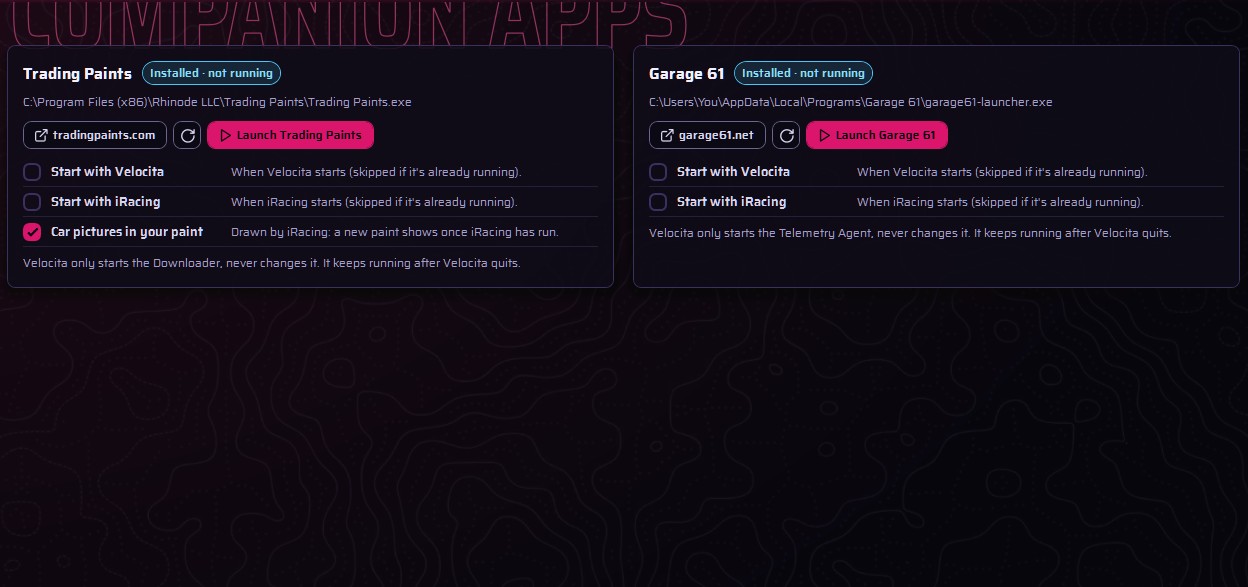 COMPANION APPS
Trading Paints
Installed · not running
C:\Program Files (x86)\Rhinode LLC\Trading Paints\Trading Paints.exe
tradingpaints.com
Launch Trading Paints
Start with Velocita
When Velocita starts (skipped if it's already running).
Start with iRacing
When iRacing starts (skipped if it's already running).
Car pictures in your paint
Drawn by iRacing: a new paint shows once iRacing has run.
Velocita only starts the Downloader, never changes it. It keeps running after Velocita quits.
Garage 61
Installed · not running
C:\Users\You\AppData\Local\Programs\Garage 61\garage61-launcher.exe
garage61.net
Launch Garage 61
Start with Velocita
When Velocita starts (skipped if it's already running).
Start with iRacing
When iRacing starts (skipped if it's already running).
Velocita only starts the Telemetry Agent, never changes it. It keeps running after Velocita quits.